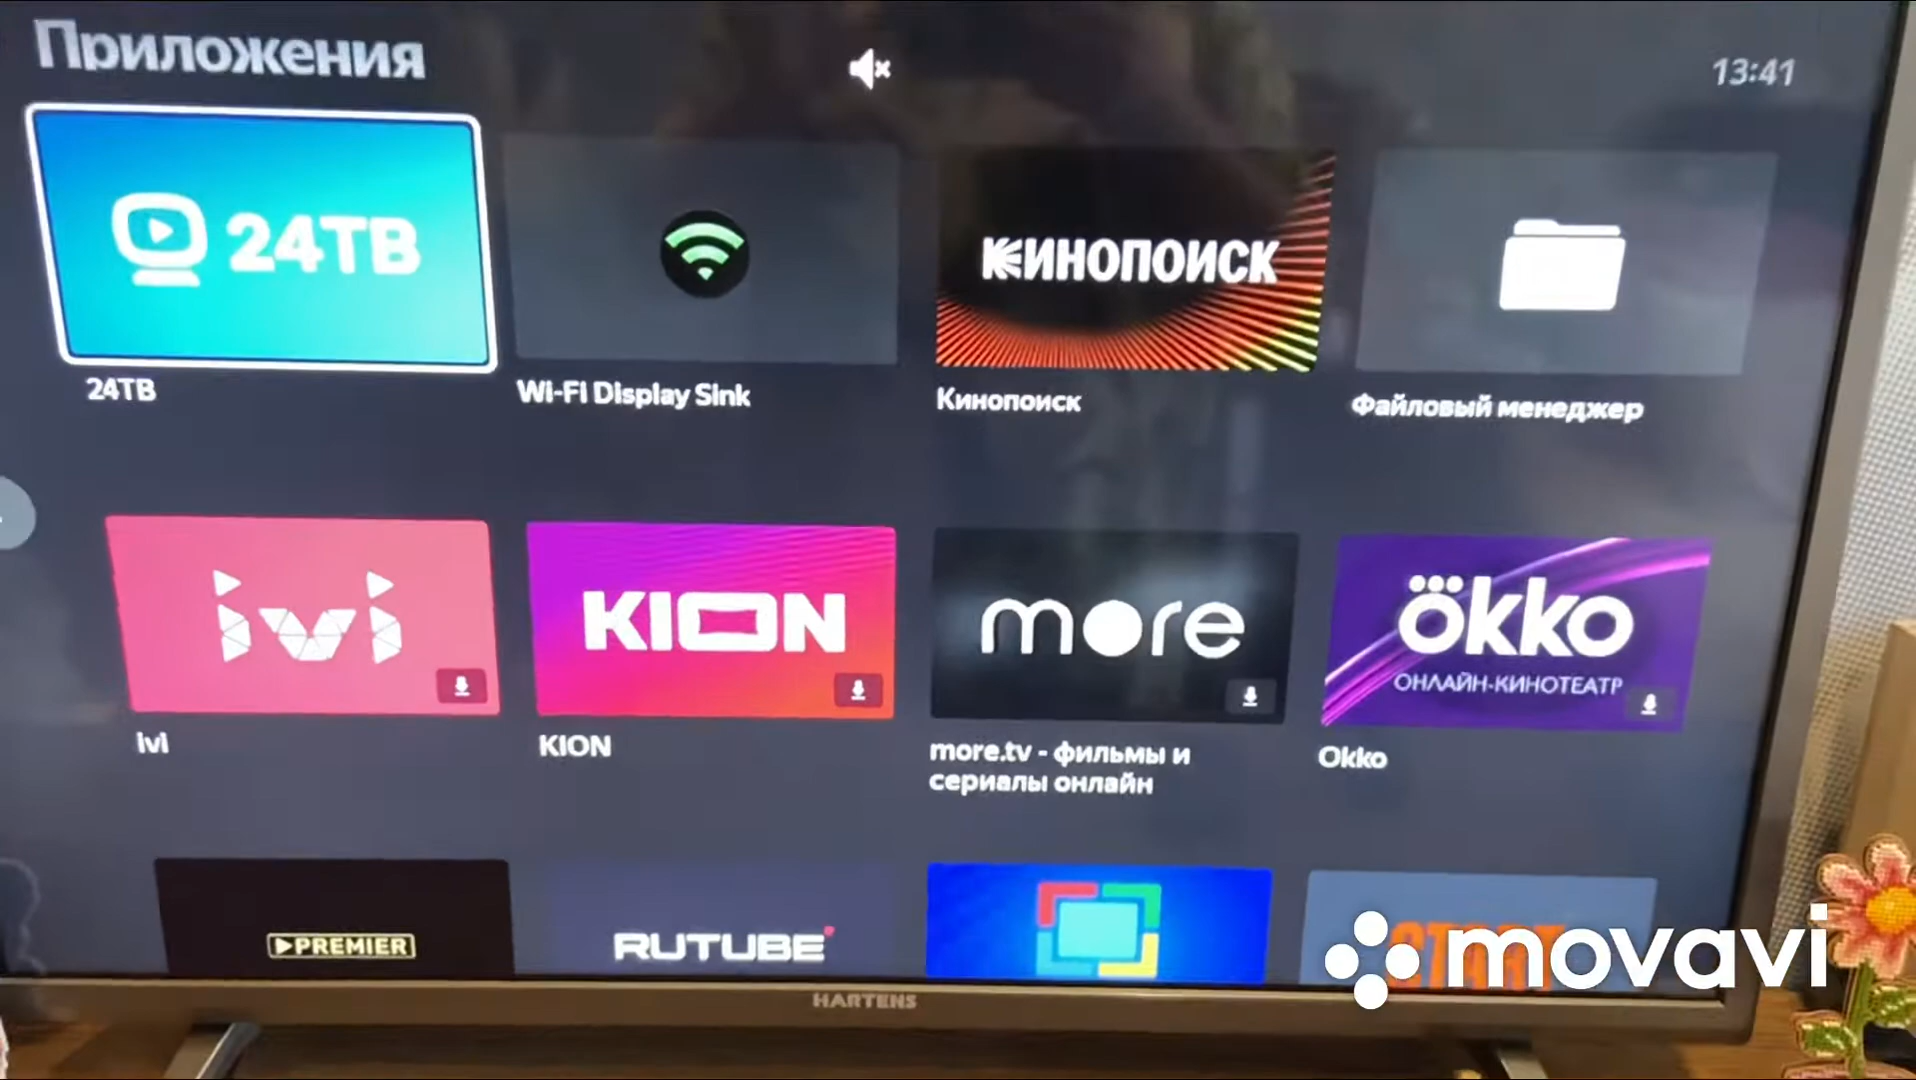 Приложения
13:41
24ТВ
КИНОПОИСК
24ТВ
Wi-Fi Display Sink
Кинопоиск
Файловый менеджер
ivi
KION
more
okko
ОНЛАЙН-КИНОТЕАТР
ivi
KION
more.tv - фильмы и
сериалы онлайн
Okko
PREMIER
RUTUBE
СТАРТ
movavi
HARTENS